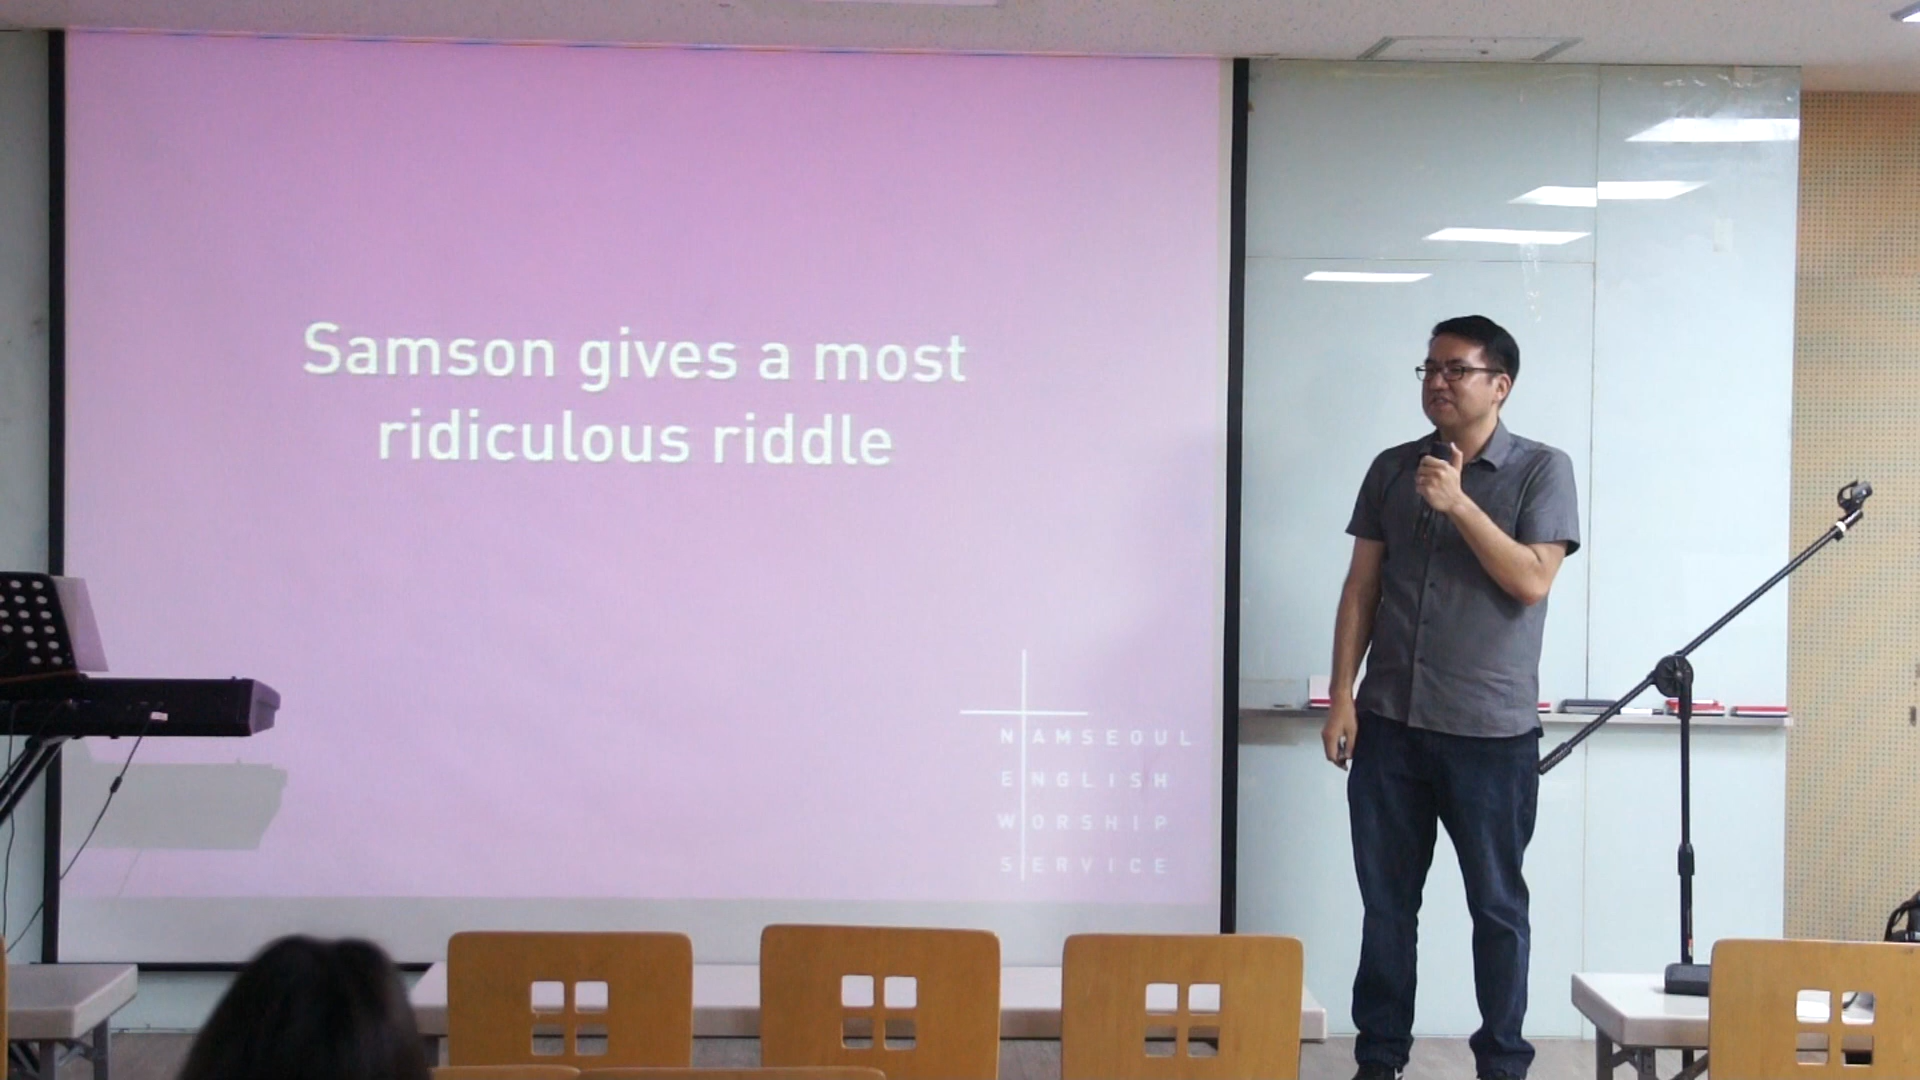 Samson gives a most
ridiculous riddle
NAMSEOUL
ENGLISH
WORSHIP
SERVICE